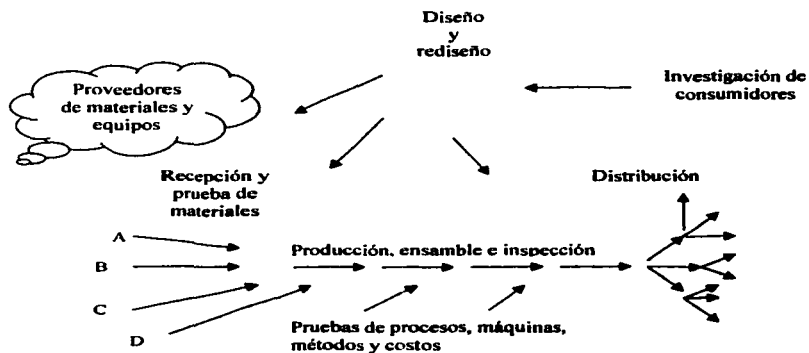 Diseño
y
rediseño
Proveedores
de materiales y
equipos
Investigación de
consumidores
Recepción y
prueba de
materiales
Distribución
A
B
C
D
Producción, ensamble e inspección
Pruebas de procesos, máquinas,
métodos y costos